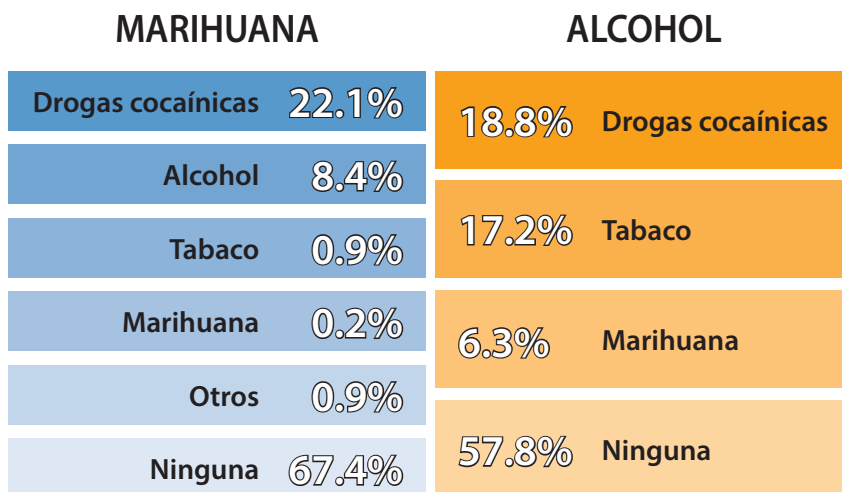 MARIHUANA
Drogas cocaínicas 22.1%
Alcohol 8.4%
Tabaco 0.9%
Marihuana 0.2%
Otros 0.9%
Ninguna 67.4%
ALCOHOL
18.8% Drogas cocaínicas
17.2% Tabaco
6.3% Marihuana
57.8% Ninguna